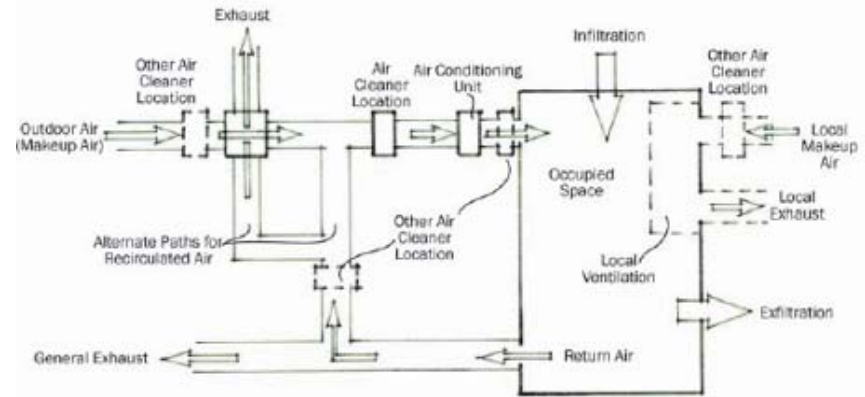 Exhaust
Other Air
Cleaner
Location
Air
Cleaner
Location
Air Conditioning
Unit
Infiltration
Other Air
Cleaner
Location
Outdoor Air
(Makeup Air)
Local
Makeup
Air
Occupied
Space
Local
Exhaust
Alternate Paths for
Recirculated Air
Other Air
Cleaner
Location
Local
Ventilation
Exfiltration
General Exhaust
Return Air